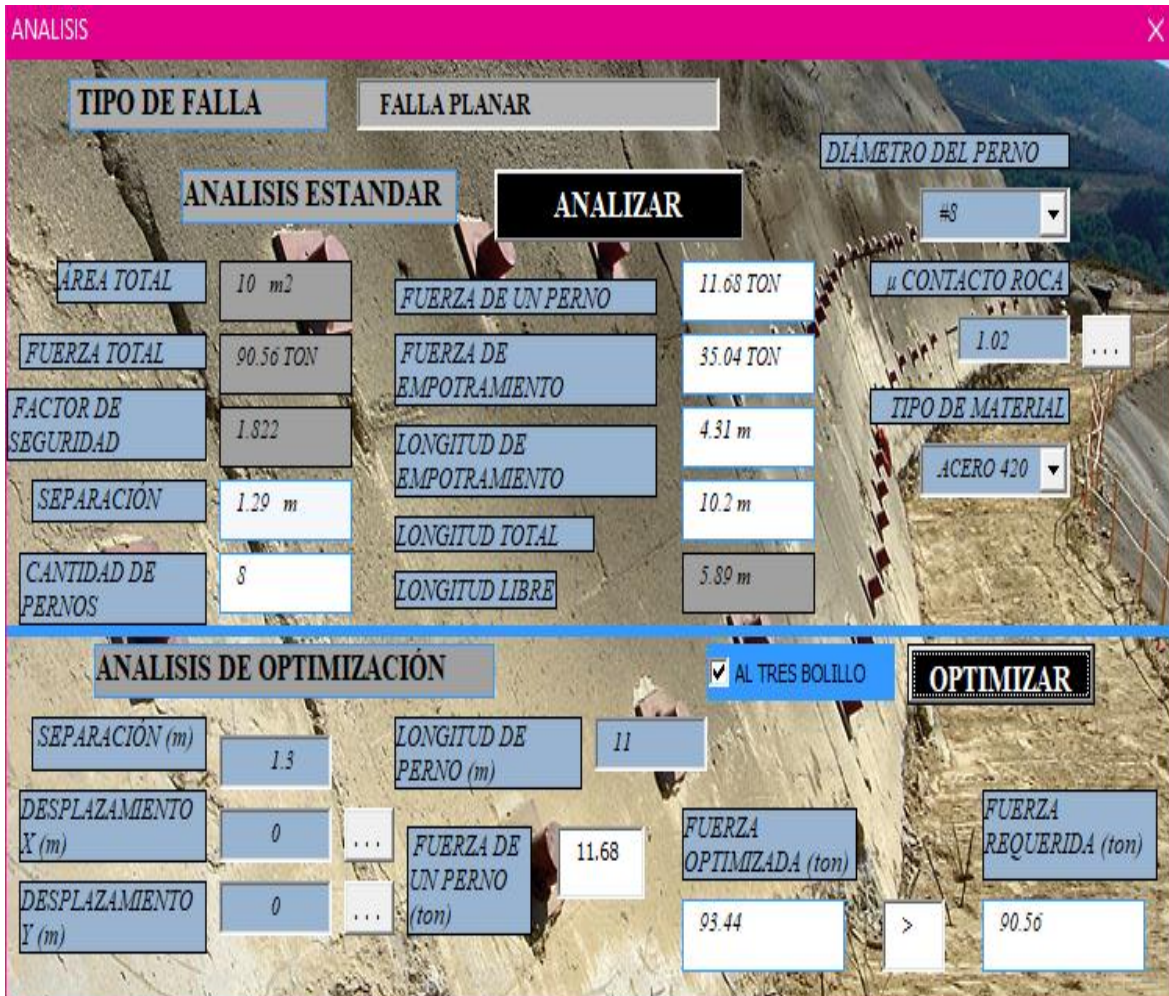 ANALISIS
X
TIPO DE FALLA
FALLA PLANAR
DIÁMETRO DEL PERNO
ANALISIS ESTANDAR
ANALIZAR
#8
ÁREA TOTAL
10 m2
FUERZA DE UN PERNO
11.68 TON
µ CONTACTO ROCA
FUERZA TOTAL
90.56 TON
FUERZA DE
EMPOTRAMIENTO
35.04 TON
1.02
...
FACTOR DE
SEGURIDAD
1.822
LONGITUD DE
EMPOTRAMIENTO
4.31 m
TIPO DE MATERIAL
ACERO 420
SEPARACIÓN
1.29 m
LONGITUD TOTAL
10.2 m
CANTIDAD DE
PERNOS
8
LONGITUD LIBRE
5.89 m
ANALISIS DE OPTIMIZACIÓN
AL TRES BOLILLO
OPTIMIZAR
SEPARACIÓN (m)
1.3
LONGITUD DE
PERNO (m)
11
DESPLAZAMIENTO
X (m)
0
...
FUERZA DE
UN PERNO
(ton)
11.68
FUERZA
OPTIMIZADA (ton)
FUERZA
REQUERIDA (ton)
DESPLAZAMIENTO
Y (m)
0
...
93.44
>
90.56